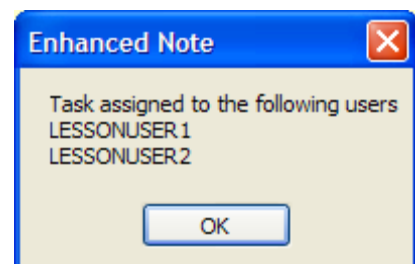 Enhanced Note
Task assigned to the following users
LESSONUSER1
LESSONUSER2
OK